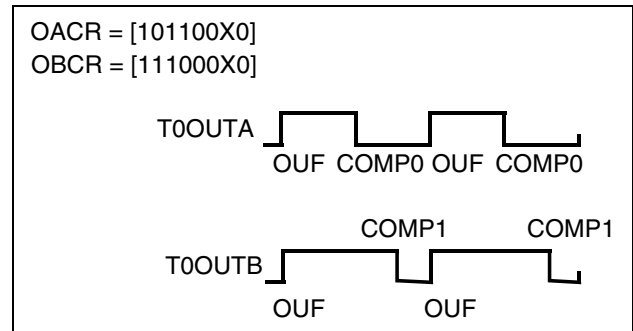 OACR = [101100X0]
OBCR = [111000X0]
T0OUTA
OUF COMP0 OUF COMP0
COMP1 COMP1
T0OUTB
OUF OUF